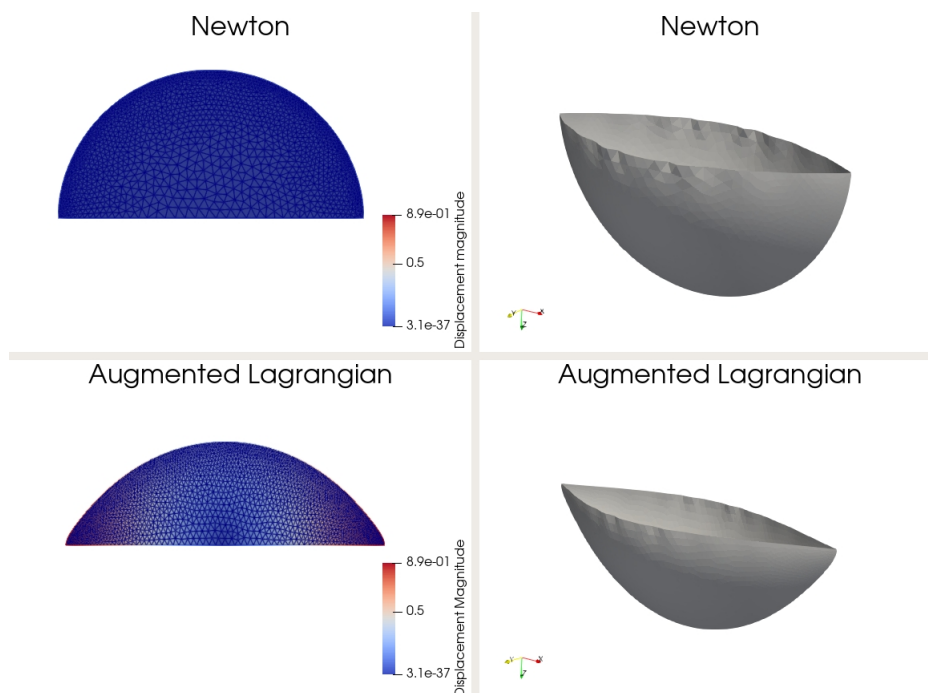 Newton
8.9e-01
0.5
3.1e-37
Displacement magnitude
Newton
Y
X
Z
Augmented Lagrangian
8.9e-01
0.5
3.1e-37
Displacement Magnitude
Augmented Lagrangian
Y
X
Z